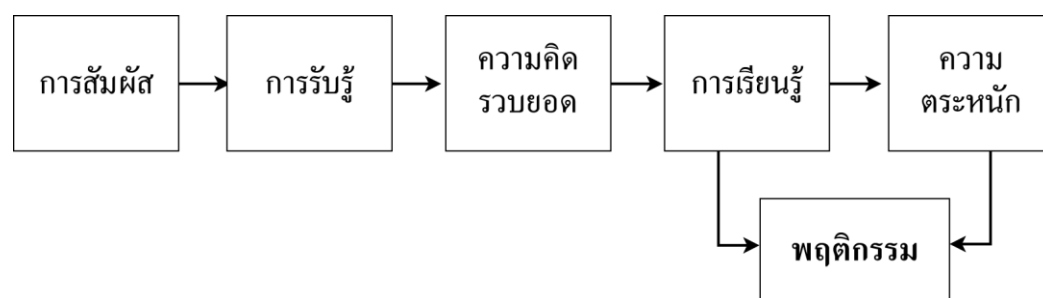 การสัมผัส
การรับรู้
ความคิด
รวบยอด
การเรียนรู้
ความ
ตระหนัก
พฤติกรรม